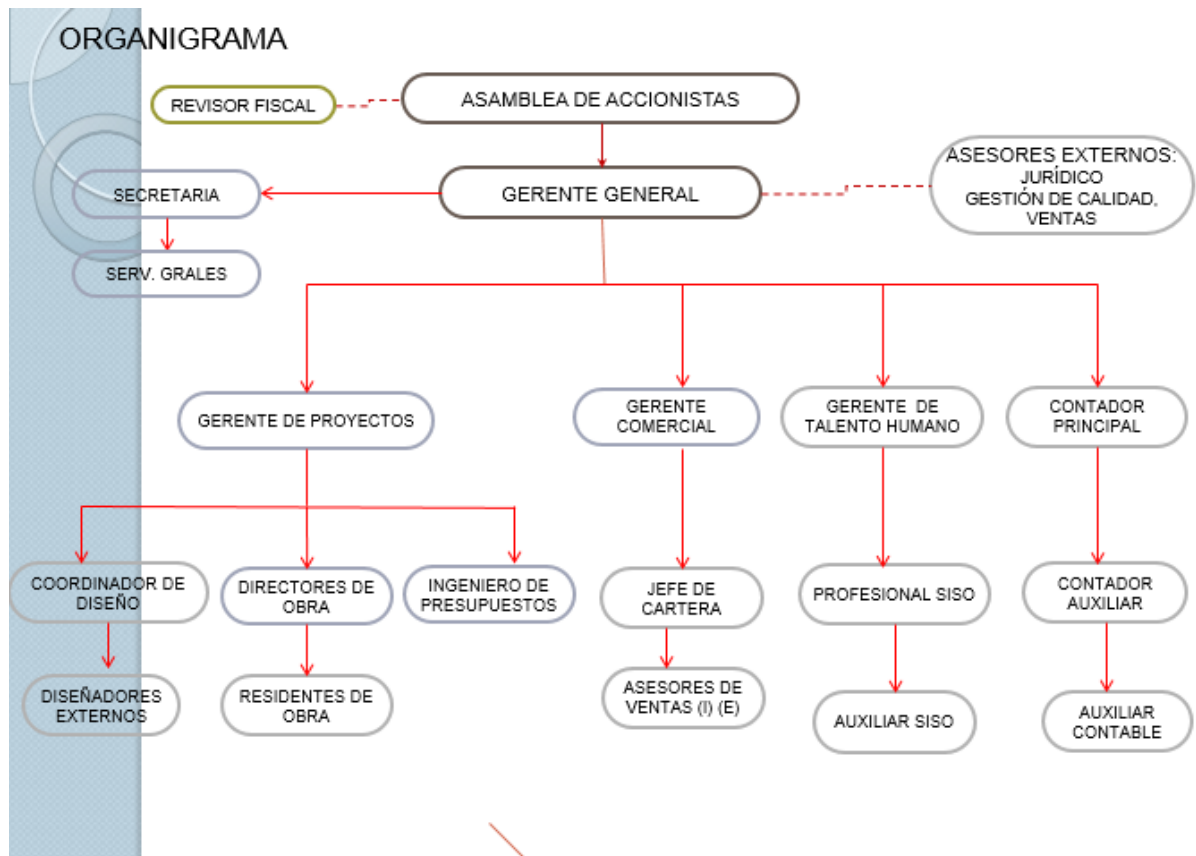 ORGANIGRAMA
REVISOR FISCAL
ASAMBLEA DE ACCIONISTAS
ASESORES EXTERNOS:
JURÍDICO
GESTIÓN DE CALIDAD,
VENTAS
SECRETARIA
GERENTE GENERAL
SERV. GRALES
GERENTE DE PROYECTOS
GERENTE
COMERCIAL
GERENTE DE
TALENTO HUMANO
CONTADOR
PRINCIPAL
COORDINADOR DE
DISEÑO
DIRECTORES DE
OBRA
INGENIERO DE
PRESUPUESTOS
JEFE DE
CARTERA
PROFESIONAL SISO
CONTADOR
AUXILIAR
DISEÑADORES
EXTERNOS
RESIDENTES DE
OBRA
ASESORES DE
VENTAS (I) (E)
AUXILIAR SISO
AUXILIAR
CONTABLE